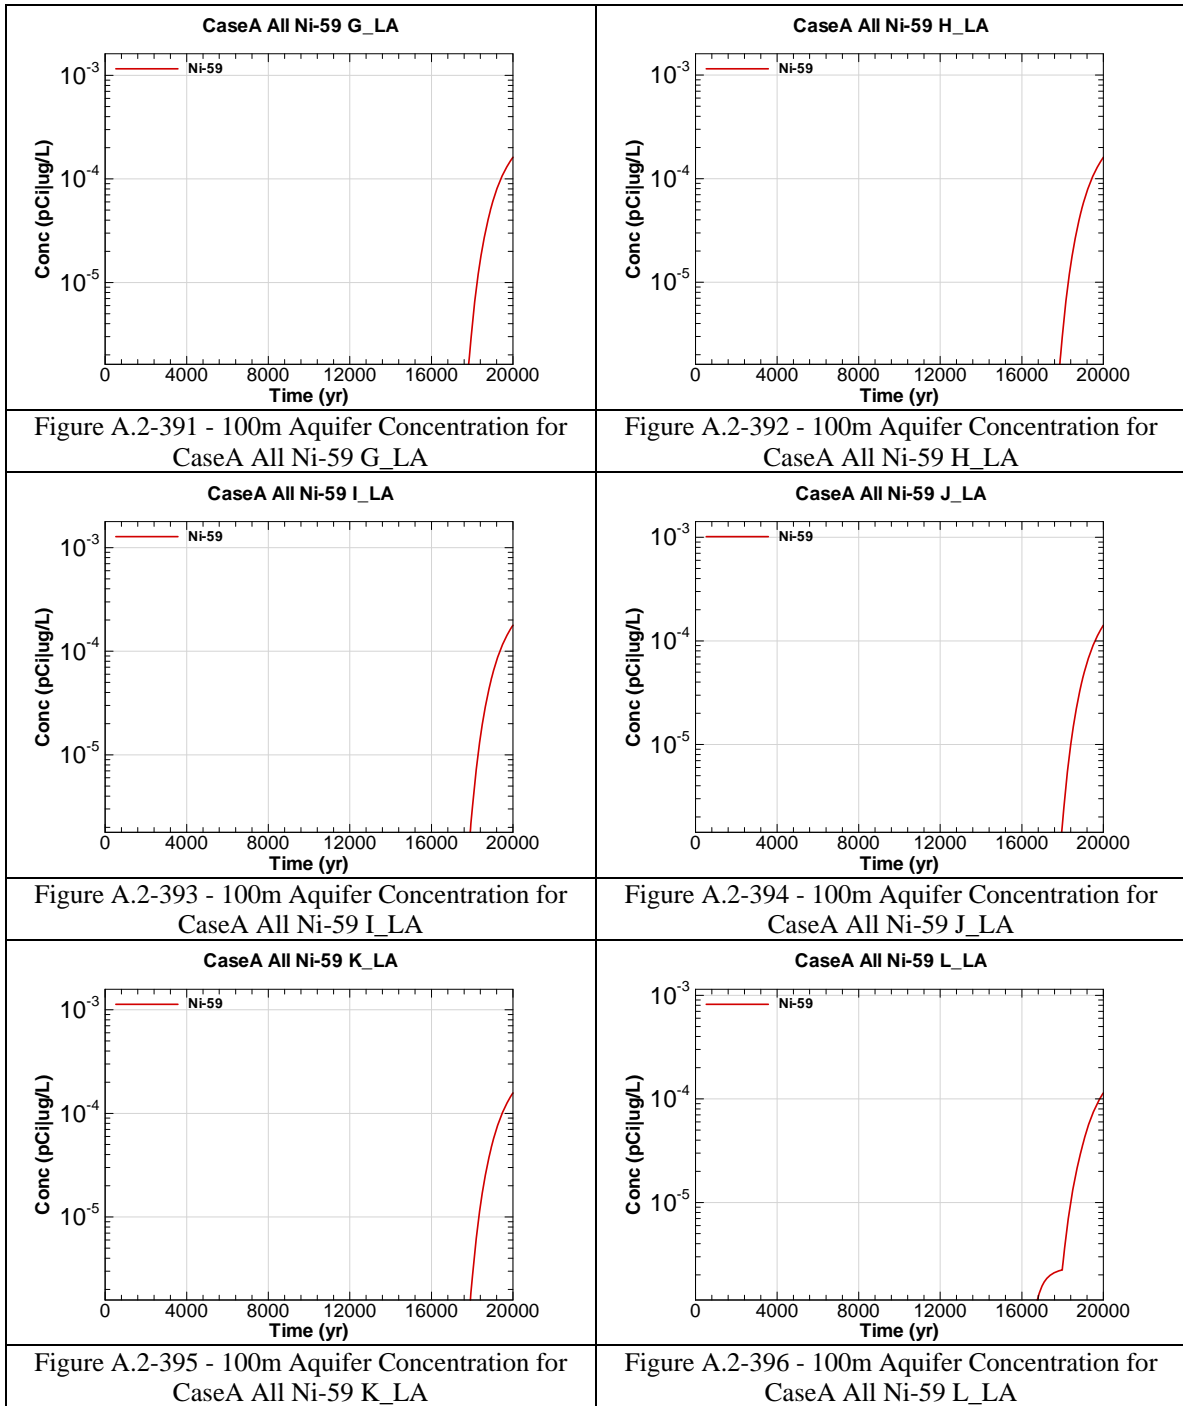 CaseA All Ni-59 G_LA
Ni-59
10-3
10-4
10-5
Conc (pCi|ug/L)
0 4000 8000 12000 16000 20000
Time (yr)
Figure A.2-391 - 100m Aquifer Concentration for
CaseA All Ni-59 G_LA
CaseA All Ni-59 H_LA
Ni-59
10-3
10-4
10-5
Conc (pCi|ug/L)
0 4000 8000 12000 16000 20000
Time (yr)
Figure A.2-392 - 100m Aquifer Concentration for
CaseA All Ni-59 H_LA
CaseA All Ni-59 I_LA
Ni-59
10-3
10-4
10-5
Conc (pCi|ug/L)
0 4000 8000 12000 16000 20000
Time (yr)
Figure A.2-393 - 100m Aquifer Concentration for
CaseA All Ni-59 I_LA
CaseA All Ni-59 J_LA
Ni-59
10-3
10-4
10-5
Conc (pCi|ug/L)
0 4000 8000 12000 16000 20000
Time (yr)
Figure A.2-394 - 100m Aquifer Concentration for
CaseA All Ni-59 J_LA
CaseA All Ni-59 K_LA
Ni-59
10-3
10-4
10-5
Conc (pCi|ug/L)
0 4000 8000 12000 16000 20000
Time (yr)
Figure A.2-395 - 100m Aquifer Concentration for
CaseA All Ni-59 K_LA
CaseA All Ni-59 L_LA
Ni-59
10-3
10-4
10-5
Conc (pCi|ug/L)
0 4000 8000 12000 16000 20000
Time (yr)
Figure A.2-396 - 100m Aquifer Concentration for
CaseA All Ni-59 L_LA